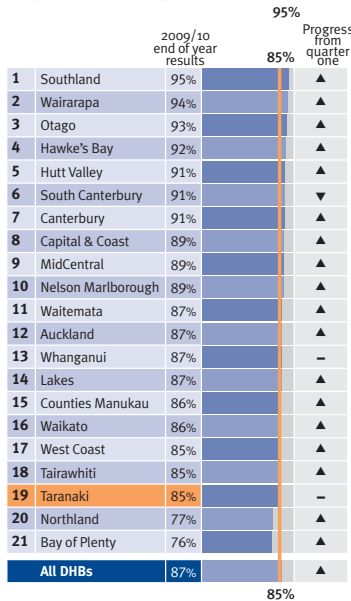 95%
2009/10
end of year
results
85%
Progress
from
quarter
one
1 Southland 95% ▲
2 Wairarapa 94% ▲
3 Otago 93% ▲
4 Hawke's Bay 92% ▲
5 Hutt Valley 91% ▲
6 South Canterbury 91% ▼
7 Canterbury 91% ▲
8 Capital & Coast 89% ▲
9 MidCentral 89% ▲
10 Nelson Marlborough 89% ▲
11 Waitemata 87% ▲
12 Auckland 87% ▲
13 Whanganui 87% –
14 Lakes 87% ▲
15 Counties Manukau 86% ▲
16 Waikato 86% ▲
17 West Coast 85% ▲
18 Tairawhiti 85% ▲
19 Taranaki 85% –
20 Northland 77% ▲
21 Bay of Plenty 76% ▲
All DHBs 87% ▲
85%